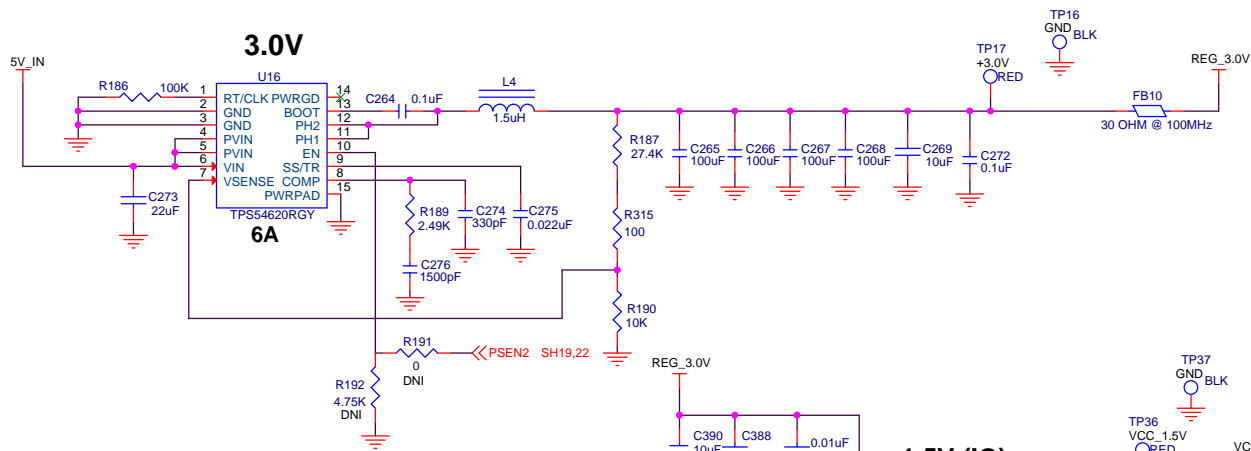 3.0V
5V_IN
U16
R186 100K
1 RT/CLK PWRGD 14
2 GND BOOT 13
3 GND PH2 12
4 PVIN PH1 11
5 PVIN EN 10
6 VIN SS/TR 9
7 VSENSE COMP 8
PWRPAD 15
TPS54620RGY
6A
C273
22uF
C264 0.1uF
L4
1.5uH
R189
2.49K
C274
330pF
C275
0.022uF
C276
1500pF
R187
27.4K
R315
100
R190
10K
C265
100uF
C266
100uF
C267
100uF
C268
100uF
C269
10uF
C272
0.1uF
TP17
+3.0V
RED
TP16
GND
BLK
FB10
30 OHM @ 100MHz
REG_3.0V
R191
0
DNI
PSEN2 SH19,22
R192
4.75K
DNI
REG_3.0V
C390
10uF
C388
0.01uF
TP37
GND
BLK
TP36
VCC_1.5V
RED
VC